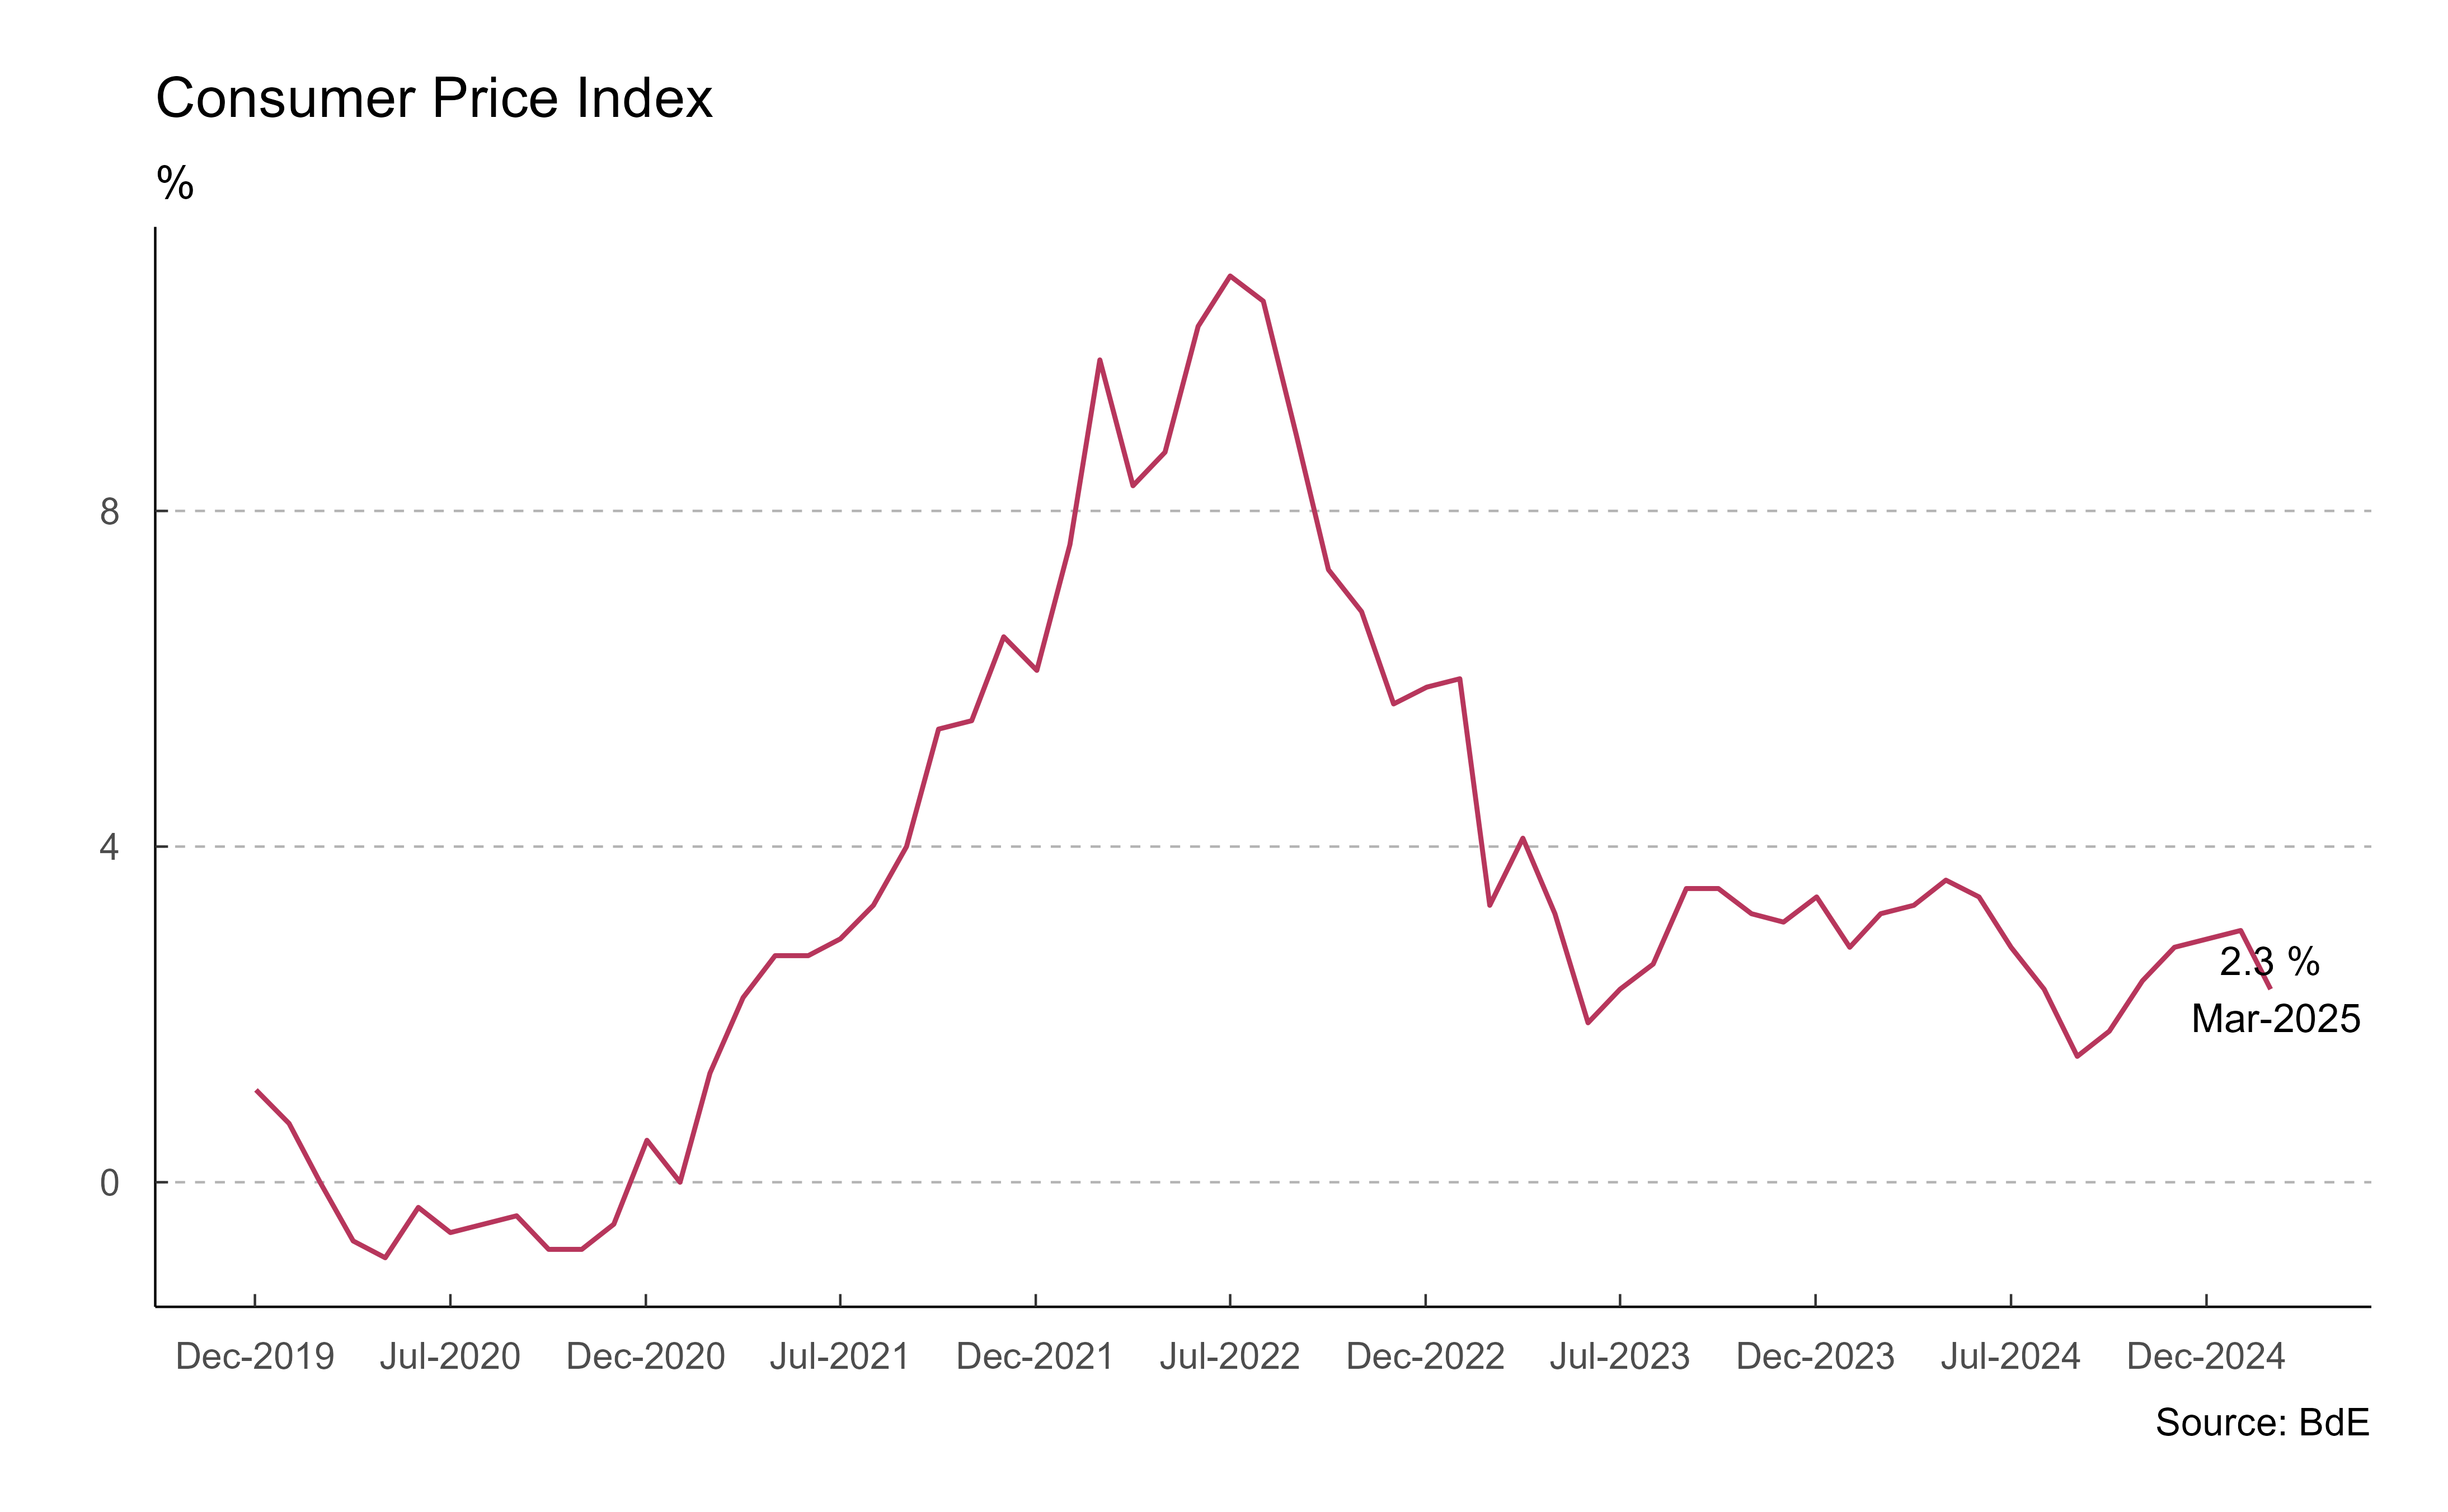 Consumer Price Index
%
8
4
0
2.3 %
Mar-2025
Dec-2019 Jul-2020 Dec-2020 Jul-2021 Dec-2021 Jul-2022 Dec-2022 Jul-2023 Dec-2023 Jul-2024 Dec-2024
Source: BdE